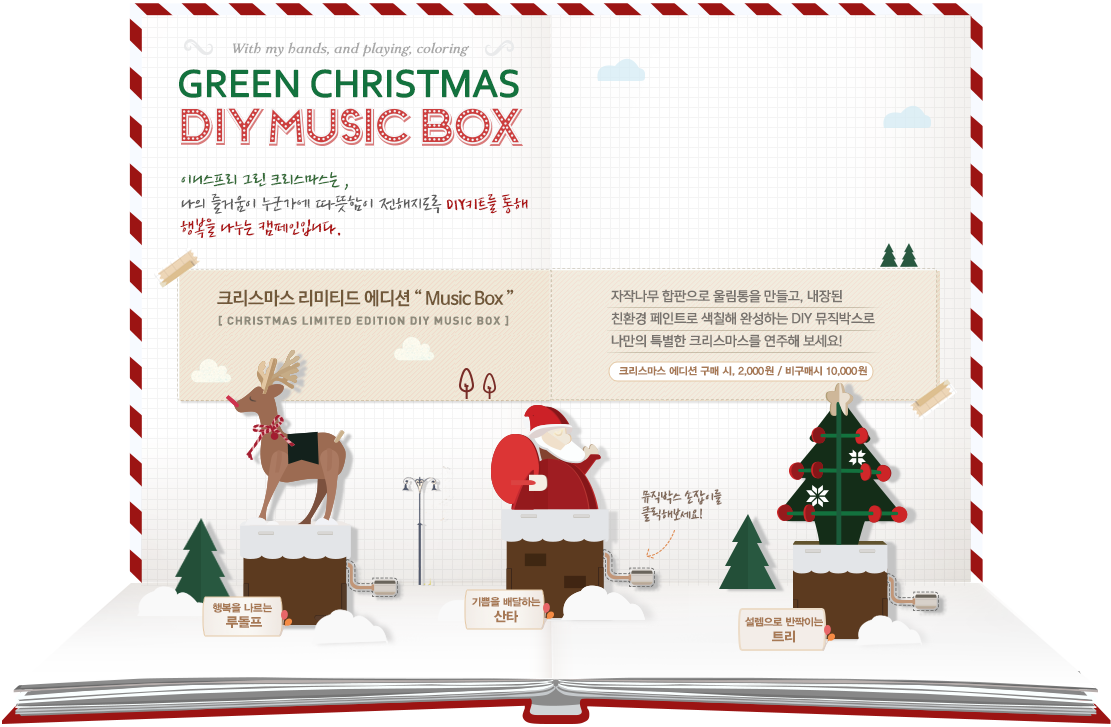 With my hands, and playing, coloring
GREEN CHRISTMAS
DIY MUSIC BOX
이니스프리 그린 크리스마스는,
나의 즐거움이 누군가에 따뜻함이 전해지도록 DIY키트를 통해
행복을 나누는 캠페인입니다.
크리스마스 리미티드 에디션 “ Music Box ”
[ CHRISTMAS LIMITED EDITION DIY MUSIC BOX ]
자작나무 합판으로 울림통을 만들고, 내장된
친환경 페인트로 색칠해 완성하는 DIY 뮤직박스로
나만의 특별한 크리스마스를 연주해 보세요!
크리스마스 에디션 구매 시, 2,000원 / 비구매시 10,000원
뮤직박스 손잡이를
클릭해보세요!
행복을 나르는
루돌프
기쁨을 배달하는
산타
설렘으로 반짝이는
트리